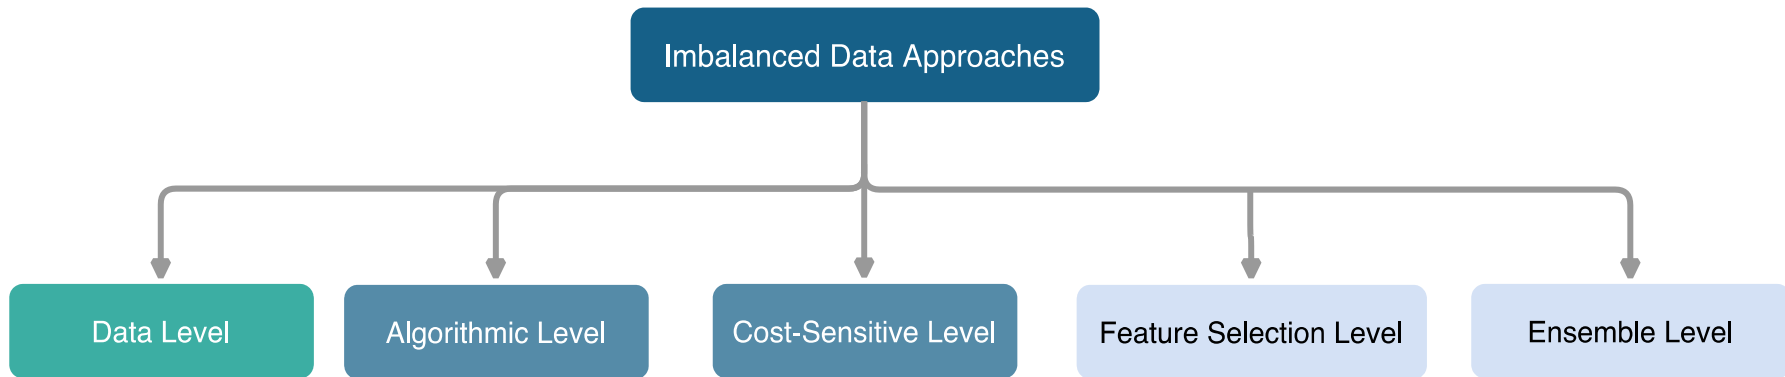 Imbalanced Data Approaches
Data Level
Algorithmic Level
Cost-Sensitive Level
Feature Selection Level
Ensemble Level